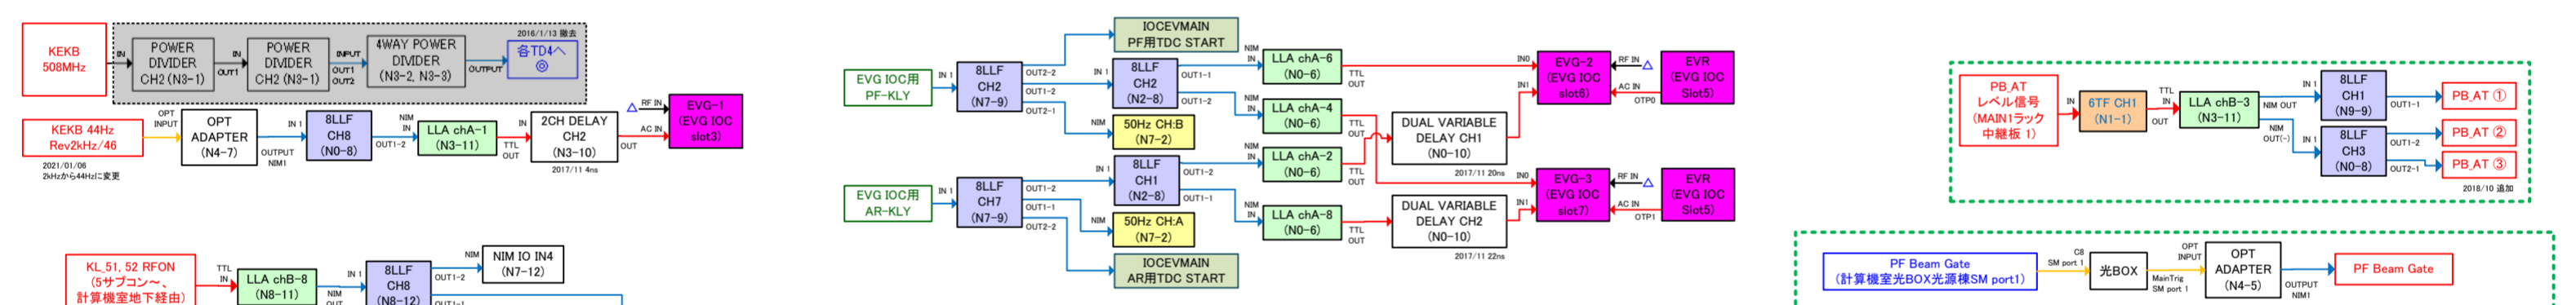 KEKB
508MHz
IN
POWER
DIVIDER
CH2 (N3-1)
IN
OUT1
POWER
DIVIDER
CH2 (N3-1)
INPUT
OUT1
OUT2
4WAY POWER
DIVIDER
(N3-2, N3-3)
OUTPUT
2016/1/13 撤去
各TD4へ
◎
KEKB 44Hz
Rev2kHz/46
2021/01/06
2kHzから44Hzに変更
OPT
INPUT
OPT
ADAPTER
(N4-7)
OUTPUT
NIM1
IN 1
8LLF
CH8
(N0-8)
OUT1-2
NIM
IN
LLA chA-1
(N3-11)
TTL
OUT
IN
2CH DELAY
CH2
(N3-10)
2017/11 4ns
OUT
△ RF IN
AC IN
EVG-1
(EVG IOC
slot3)
KL_51, 52 RFON
(5サブコン~、
計算機室地下経由)
TTL
IN
LLA chB-8
(N8-11)
NIM
OUT
IN 1
8LLF
CH8
(N8-12)
OUT1-2
OUT1-1
NIM
NIM IO IN4
(N7-12)
EVG IOC用
PF-KLY
IN 1
8LLF
CH2
(N7-9)
OUT2-2
OUT1-2
OUT2-1
IOCEVMAIN
PF用TDC START
IN 1
8LLF
CH2
(N2-8)
OUT1-1
OUT1-2
NIM
50Hz CH:B
(N7-2)
NIM
IN
LLA chA-6
(N0-6)
TTL
OUT
NIM
IN
LLA chA-4
(N0-6)
TTL
OUT
NIM
IN
LLA chA-2
(N0-6)
TTL
OUT
DUAL VARIABLE
DELAY CH1
(N0-10)
2017/11 20ns
IN0
IN1
EVG-2
(EVG IOC
slot6)
RF IN △
AC IN
OTP0
EVR
(EVG IOC
Slot5)
EVG IOC用
AR-KLY
IN 1
8LLF
CH7
(N7-9)
OUT1-2
OUT1-1
OUT2-2
IN 1
8LLF
CH1
(N2-8)
OUT1-2
OUT1-1
NIM
50Hz CH:A
(N7-2)
IOCEVMAIN
AR用TDC START
NIM
IN
LLA chA-8
(N0-6)
TTL
OUT
DUAL VARIABLE
DELAY CH2
(N0-10)
2017/11 22ns
IN0
IN1
EVG-3
(EVG IOC
slot7)
RF IN △
AC IN
OTP1
EVR
(EVG IOC
Slot5)
PB_AT
レベル信号
(MAIN1ラック
中継板 1)
IN
6TF CH1
(N1-1)
TTL
IN
OUT
LLA chB-3
(N3-11)
NIM OUT
NIM
OUT(-)
IN 1
8LLF
CH1
(N9-9)
OUT1-1
PB_AT ①
IN 1
8LLF
CH3
(N0-8)
OUT1-2
OUT2-1
PB_AT ②
PB_AT ③
2018/10 追加
PF Beam Gate
(計算機室光BOX光源棟SM port1)
C8
SM port 1
光BOX
MainTrig
SM port 1
OPT
INPUT
OPT
ADAPTER
(N4-5)
OUTPUT
NIM1
PF Beam Gate